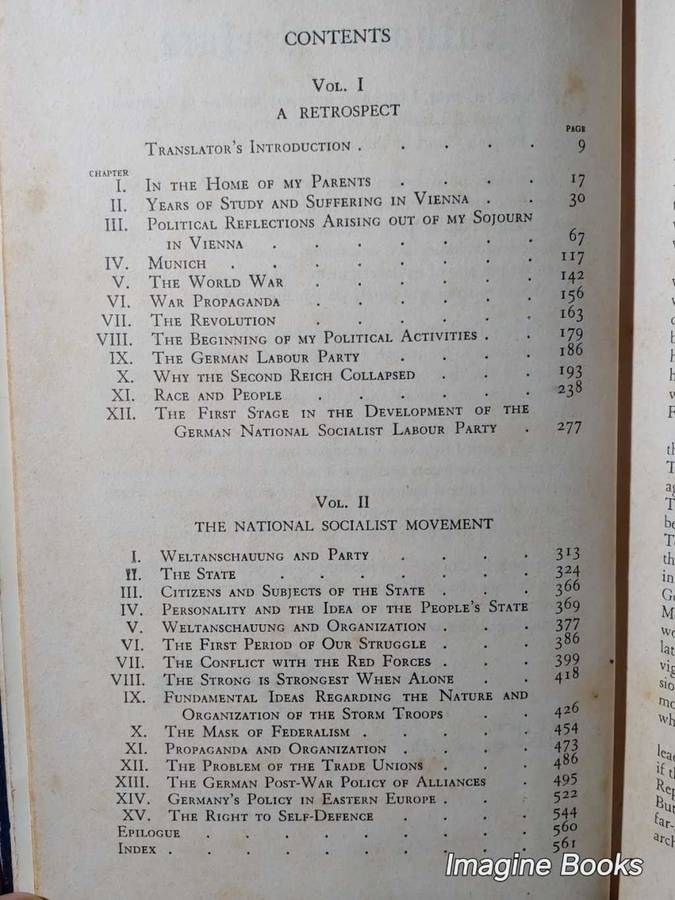 CONTENTS
VOL. I
A RETROSPECT
PAGE
TRANSLATOR'S INTRODUCTION . . . . . 9
CHAPTER
I. IN THE HOME OF MY PARENTS . . . . 17
II. YEARS OF STUDY AND SUFFERING IN VIENNA . . 30
III. POLITICAL REFLECTIONS ARISING OUT OF MY SOJOURN
IN VIENNA . . . . . . . 67
IV. MUNICH . . . . . . . . 117
V. THE WORLD WAR . . . . . . 142
VI. WAR PROPAGANDA . . . . . . 156
VII. THE REVOLUTION . . . . . . 163
VIII. THE BEGINNING OF MY POLITICAL ACTIVITIES . . 179
IX. THE GERMAN LABOUR PARTY . . . . 186
X. WHY THE SECOND REICH COLLAPSED . . . 193
XI. RACE AND PEOPLE . . . . . . 238
XII. THE FIRST STAGE IN THE DEVELOPMENT OF THE
GERMAN NATIONAL SOCIALIST LABOUR PARTY . 277
VOL. II
THE NATIONAL SOCIALIST MOVEMENT
I. WELTANSCHAUUNG AND PARTY . . . . 313
II. THE STATE . . . . . . . 324
III. CITIZENS AND SUBJECTS OF THE STATE . . . 366
IV. PERSONALITY AND THE IDEA OF THE PEOPLE'S STATE 369
V. WELTANSCHAUUNG AND ORGANIZATION . . . 377
VI. THE FIRST PERIOD OF OUR STRUGGLE . . . 386
VII. THE CONFLICT WITH THE RED FORCES . . . 399
VIII. THE STRONG IS STRONGEST WHEN ALONE . . 418
IX. FUNDAMENTAL IDEAS REGARDING THE NATURE AND
ORGANIZATION OF THE STORM TROOPS . . 426
X. THE MASK OF FEDERALISM . . . . . 454
XI. PROPAGANDA AND ORGANIZATION . . . . 473
XII. THE PROBLEM OF THE TRADE UNIONS . . . 486
XIII. THE GERMAN POST-WAR POLICY OF ALLIANCES . 495
XIV. GERMANY'S POLICY IN EASTERN EUROPE . . . 522
XV. THE RIGHT TO SELF-DEFENCE . . . . 544
EPILOGUE . . . . . . . . 560
INDEX . . . . . . . . . 561
Imagine Books